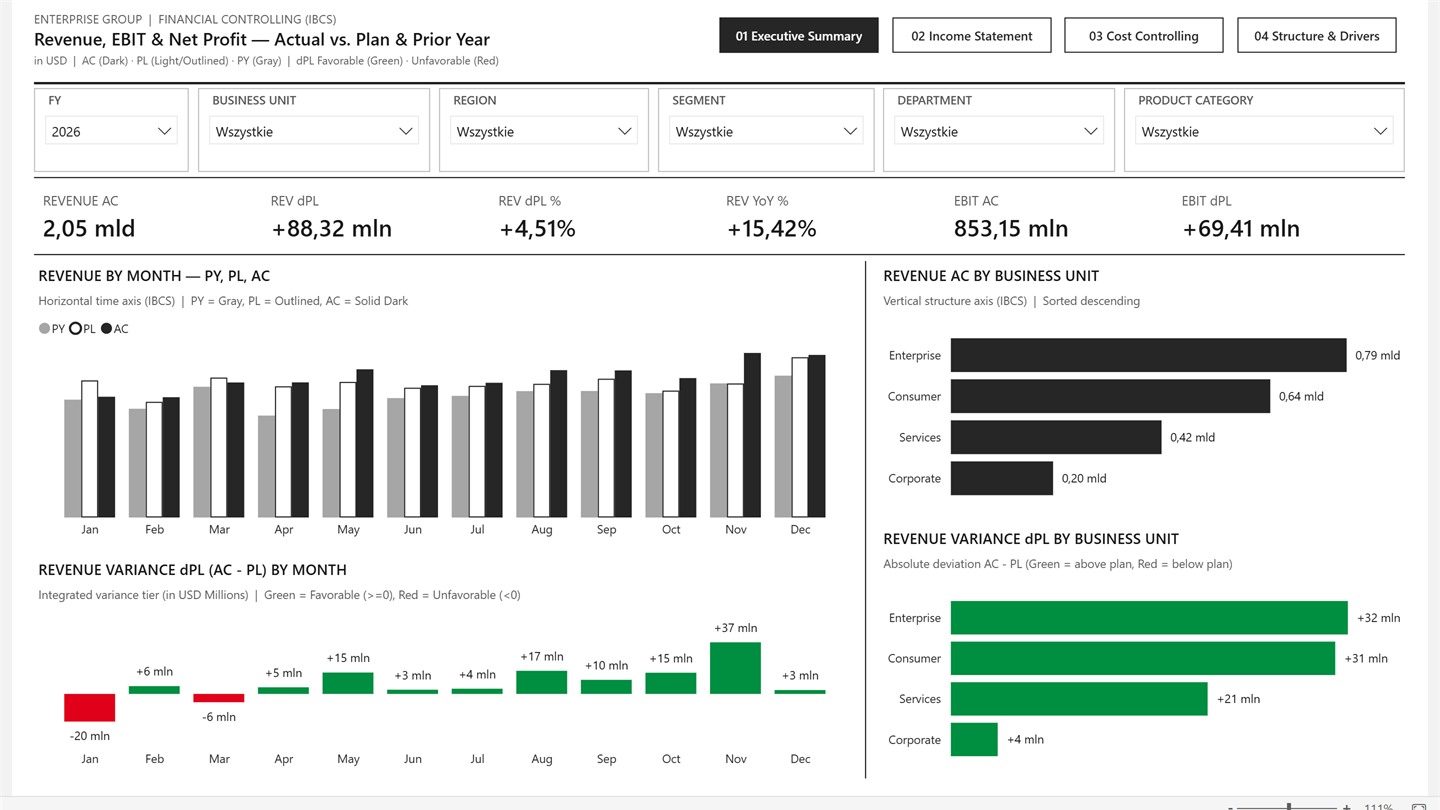 ENTERPRISE GROUP | FINANCIAL CONTROLLING (IBCS)
Revenue, EBIT & Net Profit — Actual vs. Plan & Prior Year
in USD | AC (Dark) · PL (Light/Outlined) · PY (Gray) | dPL Favorable (Green) · Unfavorable (Red)
01 Executive Summary
02 Income Statement
03 Cost Controlling
04 Structure & Drivers
FY
2026
BUSINESS UNIT
Wszystkie
REGION
Wszystkie
SEGMENT
Wszystkie
DEPARTMENT
Wszystkie
PRODUCT CATEGORY
Wszystkie
REVENUE AC
2,05 mld
REV dPL
+88,32 mln
REV dPL %
+4,51%
REV YoY %
+15,42%
EBIT AC
853,15 mln
EBIT dPL
+69,41 mln
REVENUE BY MONTH — PY, PL, AC
Horizontal time axis (IBCS) | PY = Gray, PL = Outlined, AC = Solid Dark
PY PL AC
Jan Feb Mar Apr May Jun Jul Aug Sep Oct Nov Dec
REVENUE VARIANCE dPL (AC - PL) BY MONTH
Integrated variance tier (in USD Millions) | Green = Favorable (>=0), Red = Unfavorable (<0)
-20 mln
+6 mln
-6 mln
+5 mln
+15 mln
+3 mln
+4 mln
+17 mln
+10 mln
+15 mln
+37 mln
+3 mln
Jan Feb Mar Apr May Jun Jul Aug Sep Oct Nov Dec
REVENUE AC BY BUSINESS UNIT
Vertical structure axis (IBCS) | Sorted descending
Enterprise 0,79 mld
Consumer 0,64 mld
Services 0,42 mld
Corporate 0,20 mld
REVENUE VARIANCE dPL BY BUSINESS UNIT
Absolute deviation AC - PL (Green = above plan, Red = below plan)
Enterprise +32 mln
Consumer +31 mln
Services +21 mln
Corporate +4 mln
- + 111%